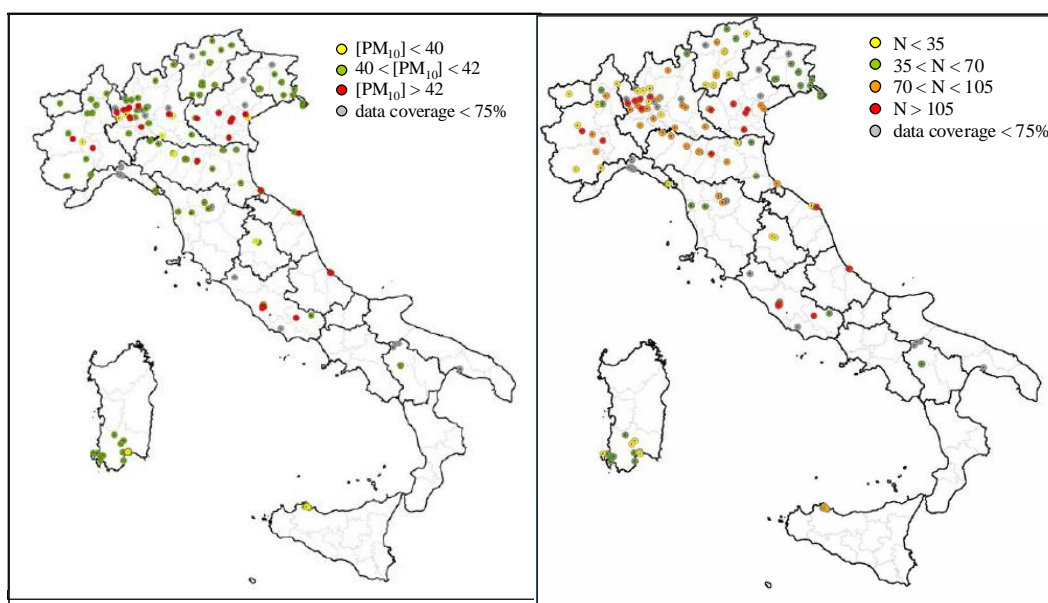 [PM₁₀] < 40
40 < [PM₁₀] < 42
[PM₁₀] > 42
data coverage < 75%
N < 35
35 < N < 70
70 < N < 105
N > 105
data coverage < 75%